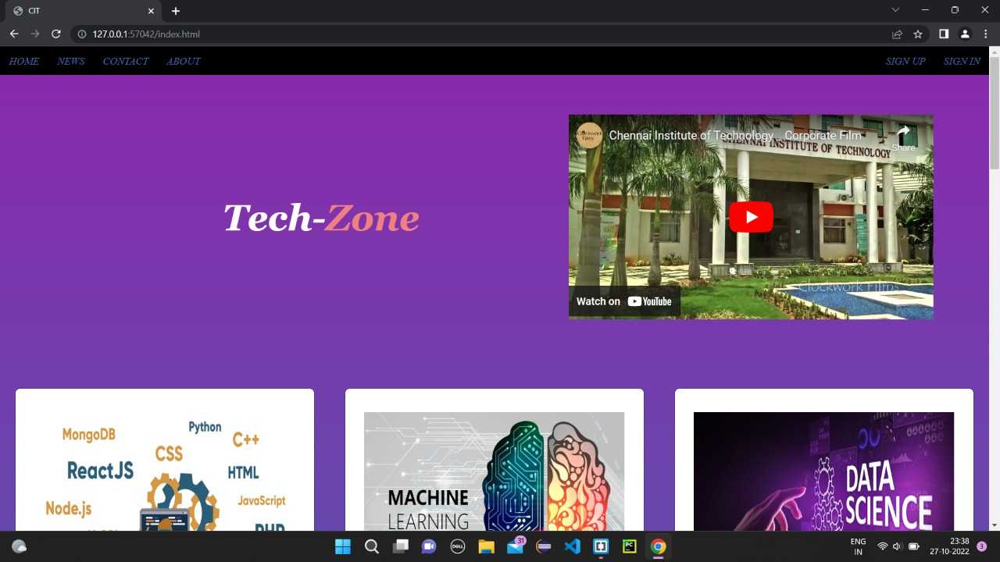 CIT
127.0.0.1:57042/index.html
HOME NEWS CONTACT ABOUT SIGN UP SIGN IN
Clockwork Films
Chennai Institute of Technology _ Corporate Film
Share
CHENNAI INSTITUTE OF TECHNOLOGY
Tech-Zone
Clockwork Films
Watch on YouTube
Python
MongoDB
C++
CSS
ReactJS
HTML
JavaScript
Node.js
PHP
MACHINE
LEARNING
DATA
SCIENCE
31
DELL
PC
ENG
IN
23:38
27-10-2022
3